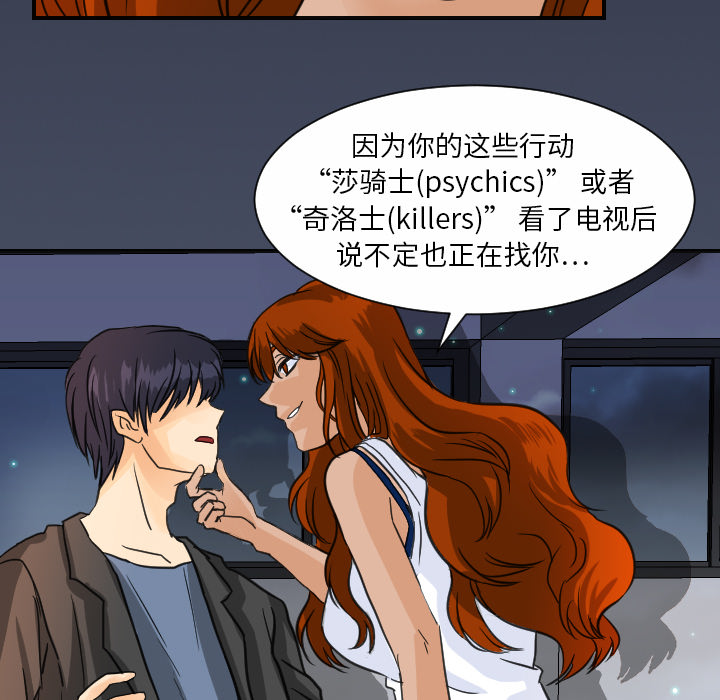 因为你的这些行动
“莎骑士(psychics)” 或者
“奇洛士(killers)” 看了电视后
说不定也正在找你...